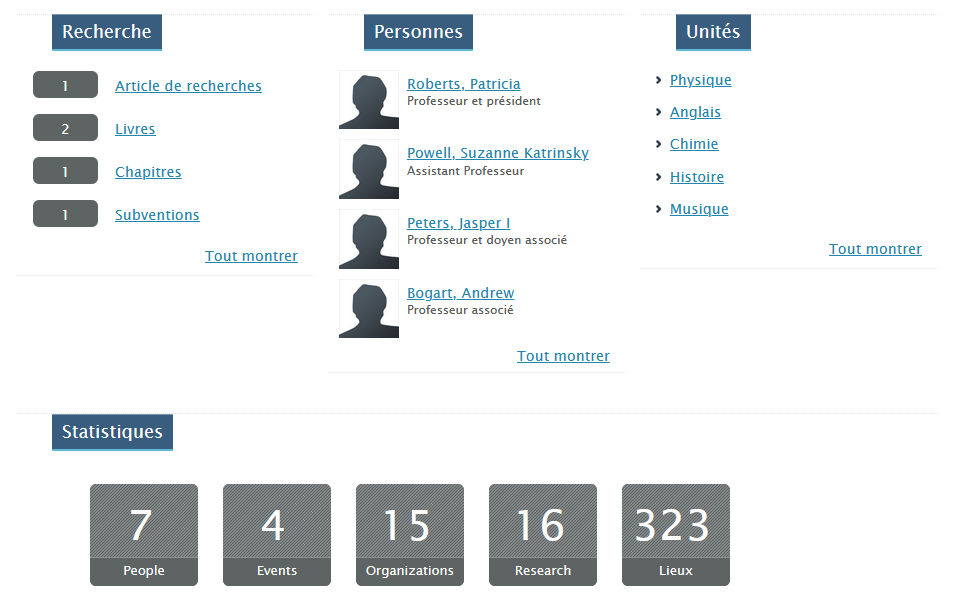 Recherche
1 Article de recherches
2 Livres
1 Chapitres
1 Subventions
Tout montrer
Personnes
Roberts, Patricia
Professeur et président
Powell, Suzanne Katrinsky
Assistant Professeur
Peters, Jasper I
Professeur et doyen associé
Bogart, Andrew
Professeur associé
Tout montrer
Unités
Physique
Anglais
Chimie
Histoire
Musique
Tout montrer
Statistiques
7
People
4
Events
15
Organizations
16
Research
323
Lieux